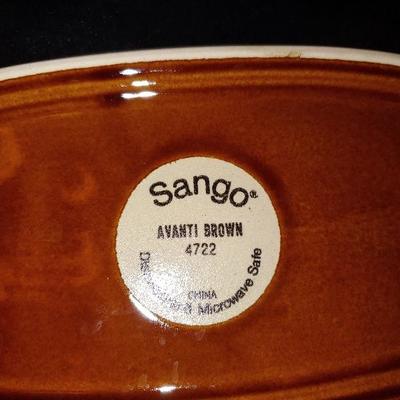 Sango®
AVANTI BROWN
4722
CHINA
Microwave Safe